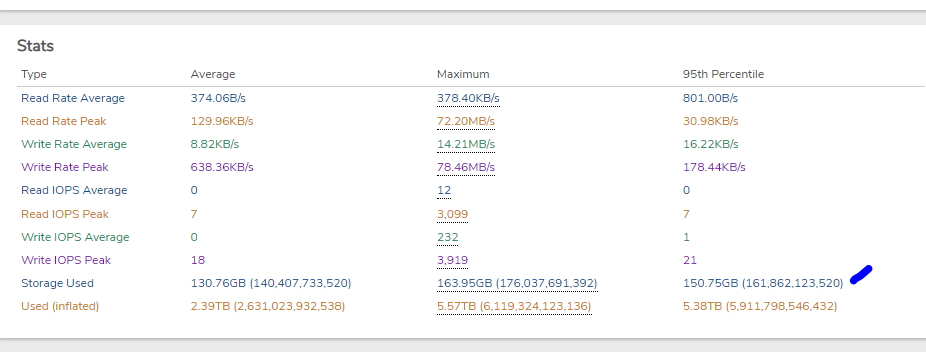 Stats
Type Average Maximum 95th Percentile
Read Rate Average 374.06B/s 378.40KB/s 801.00B/s
Read Rate Peak 129.96KB/s 72.20MB/s 30.98KB/s
Write Rate Average 8.82KB/s 14.21MB/s 16.22KB/s
Write Rate Peak 638.36KB/s 78.46MB/s 178.44KB/s
Read IOPS Average 0 12 0
Read IOPS Peak 7 3,099 7
Write IOPS Average 0 232 1
Write IOPS Peak 18 3,919 21
Storage Used 130.76GB (140,407,733,520) 163.95GB (176,037,691,392) 150.75GB (161,862,123,520)
Used (inflated) 2.39TB (2,631,023,932,538) 5.57TB (6,119,324,123,136) 5.38TB (5,911,798,546,432)